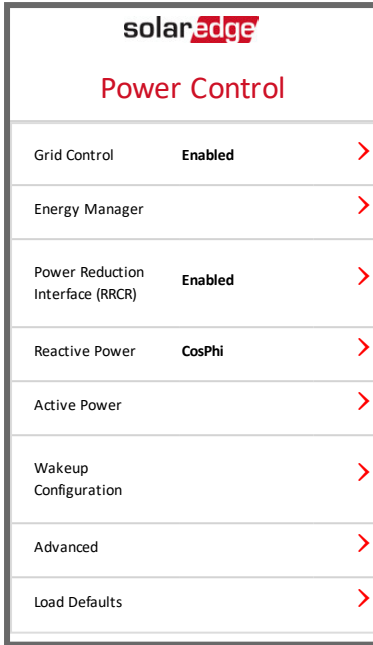 solaredge
Power Control
Grid Control Enabled
Energy Manager
Power Reduction
Interface (RRCR) Enabled
Reactive Power CosPhi
Active Power
Wakeup
Configuration
Advanced
Load Defaults